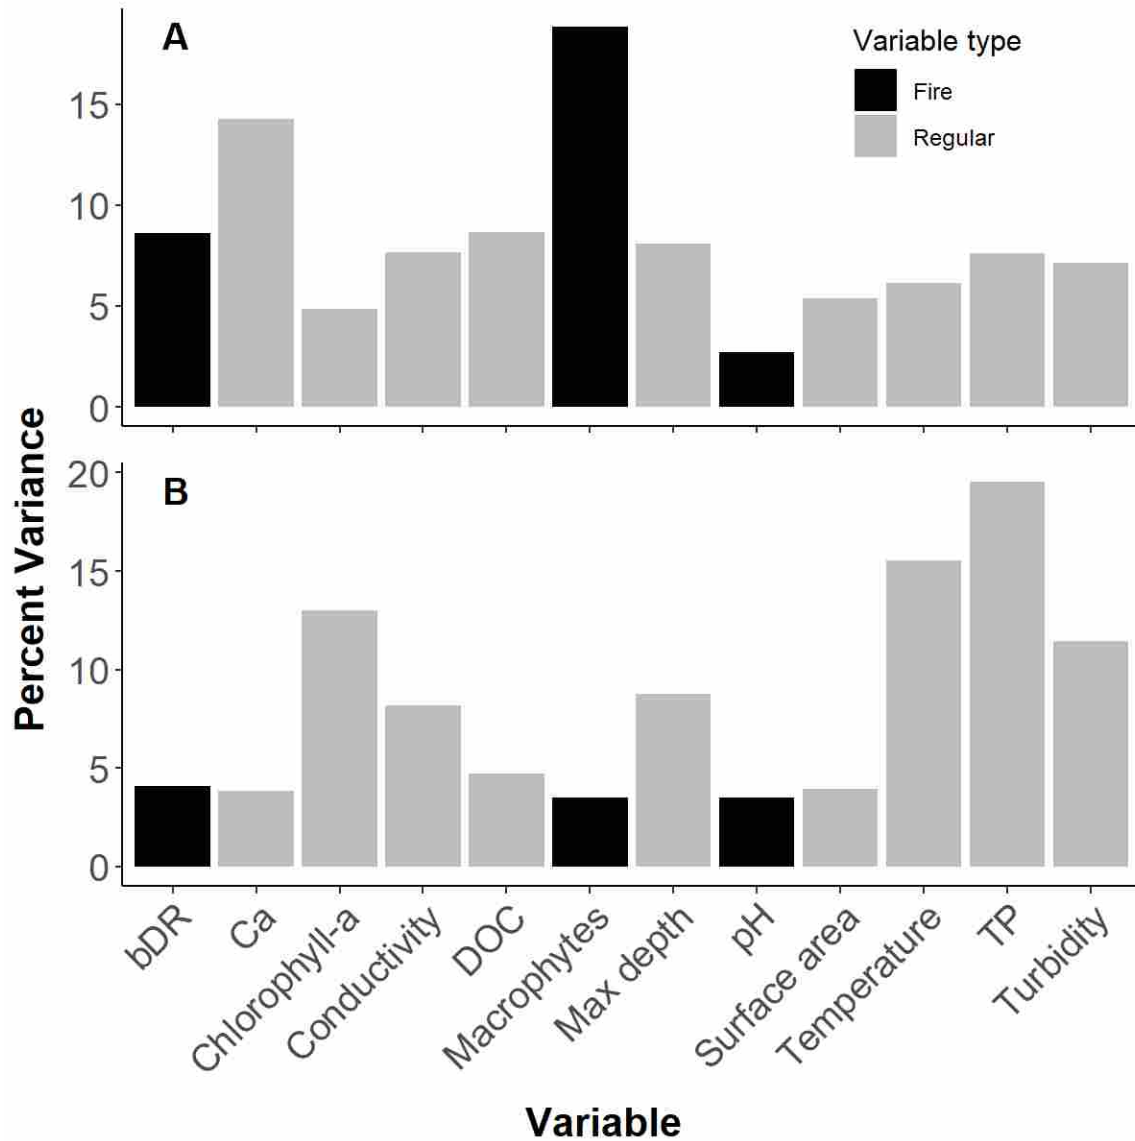 A
Variable type
Fire
Regular
15
10
5
0
B
20
15
10
5
0
Percent Variance
bDR
Ca
Chlorophyll-a
Conductivity
DOC
Macrophytes
Max depth
pH
Surface area
Temperature
TP
Turbidity
Variable